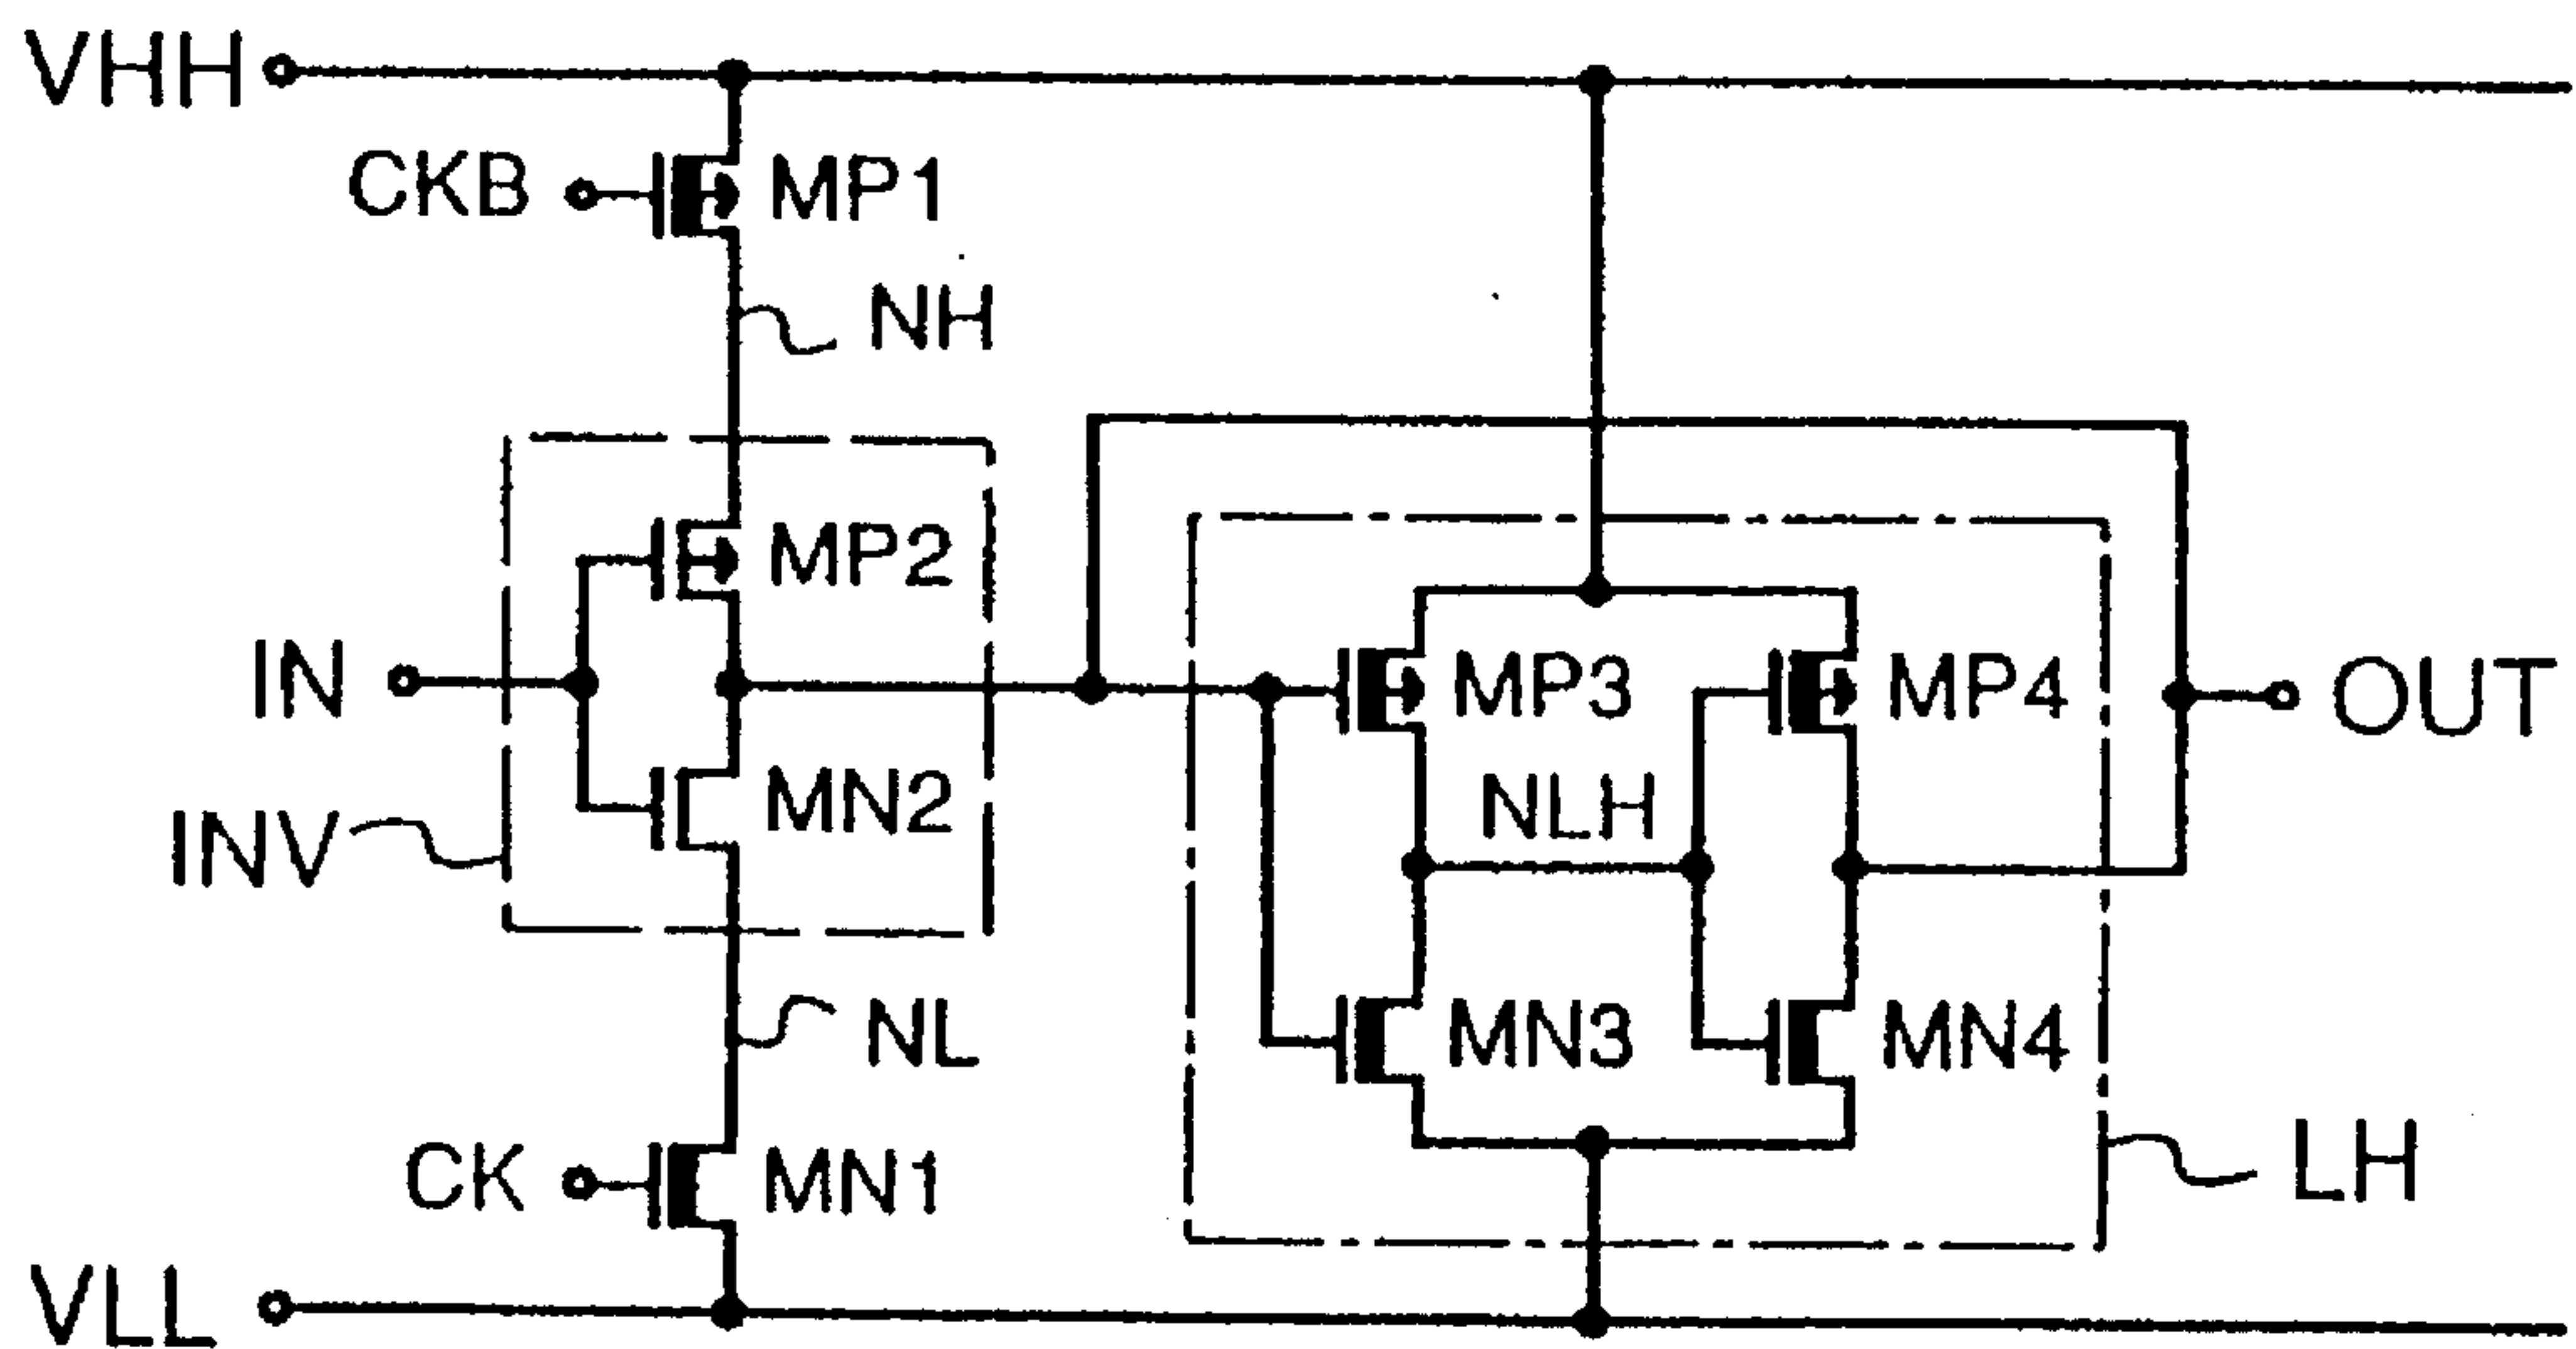 VHH
CKB
MP1
NH
MP2
IN
MP3
MP4
OUT
MN2
NLH
INV
NL
MN3
MN4
CK
MN1
LH
VLL